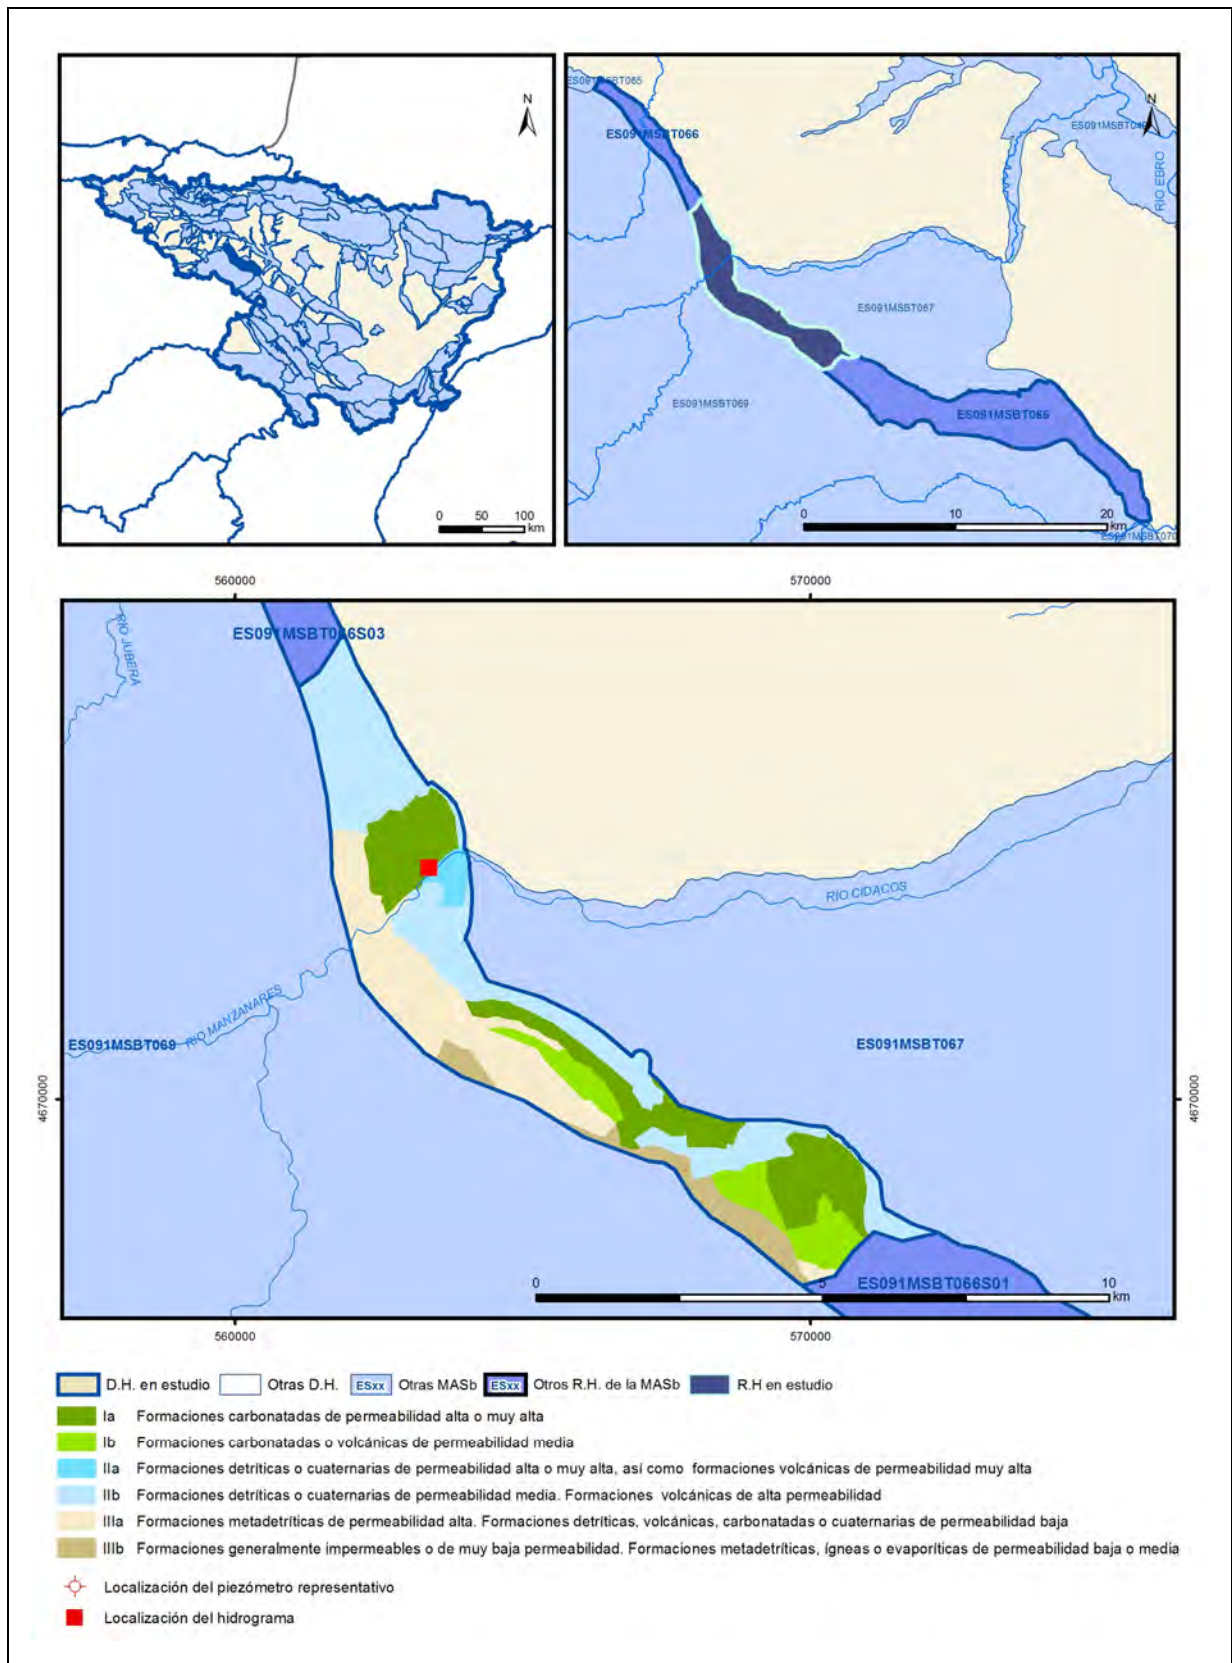 N
0 50 100
km
ES091MSBT065
ES091MSBT066
N
RÍO EBRO
ES091MSBT067
ES091MSBT069
ES091MSBT066
0 10 20
km
ES091MSBT070
560000 570000
RÍO JUBERA
ES091MSBT066S03
RÍO CIDACOS
RÍO MANZANARES
ES091MSBT069
ES091MSBT067
4670000 4670000
ES091MSBT066S01
0 5 10
km
560000 570000
D.H. en estudio Otras D.H. ESxx Otras MASb ESxx Otros R.H. de la MASb R.H en estudio
Ia Formaciones carbonatadas de permeabilidad alta o muy alta
Ib Formaciones carbonatadas o volcánicas de permeabilidad media
IIa Formaciones detríticas o cuaternarias de permeabilidad alta o muy alta, así como formaciones volcánicas de permeabilidad muy alta
IIb Formaciones detríticas o cuaternarias de permeabilidad media. Formaciones volcánicas de alta permeabilidad
IIIa Formaciones metadetríticas de permeabilidad alta. Formaciones detríticas, volcánicas, carbonatadas o cuaternarias de permeabilidad baja
IIIb Formaciones generalmente impermeables o de muy baja permeabilidad. Formaciones metadetríticas, ígneas o evaporíticas de permeabilidad baja o media
Localización del piezómetro representativo
Localización del hidrograma